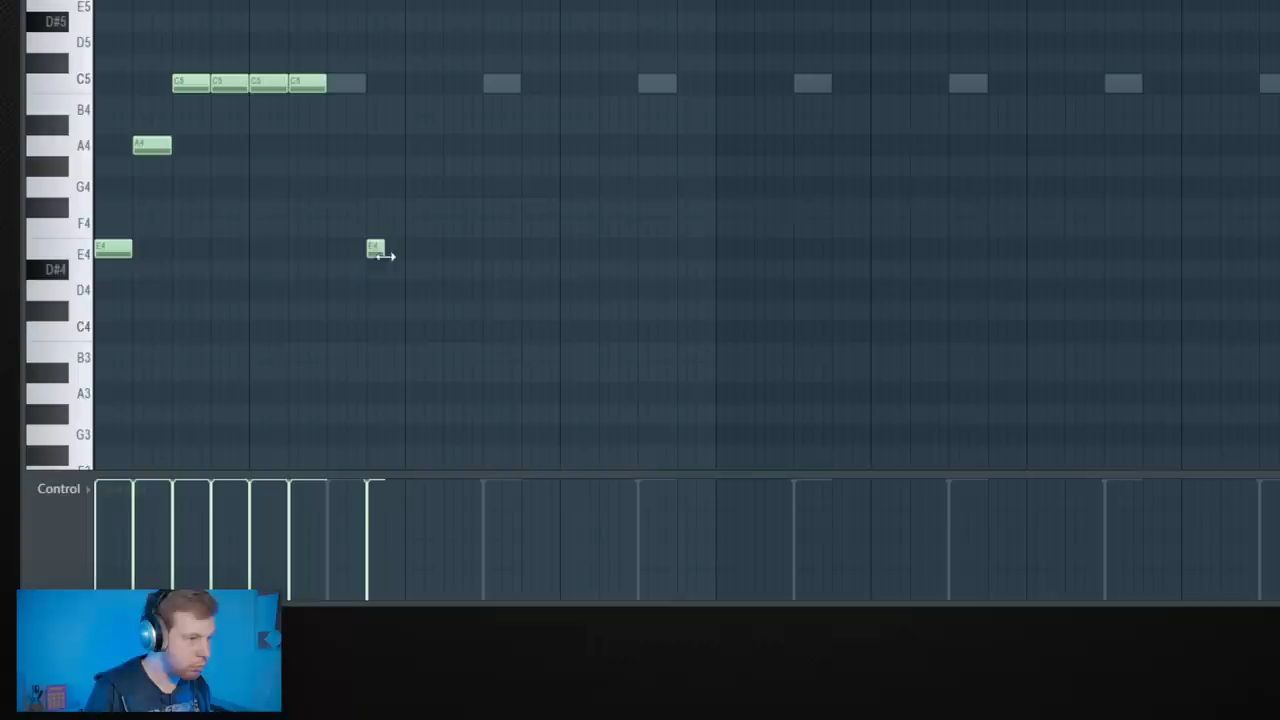 E5
D#5
D5
C5 C5 C5 C5 C5
B4
A4 A4
G4
F4
E4 E4 E4
D#4
D4
C4
B3
A3
G3
Control